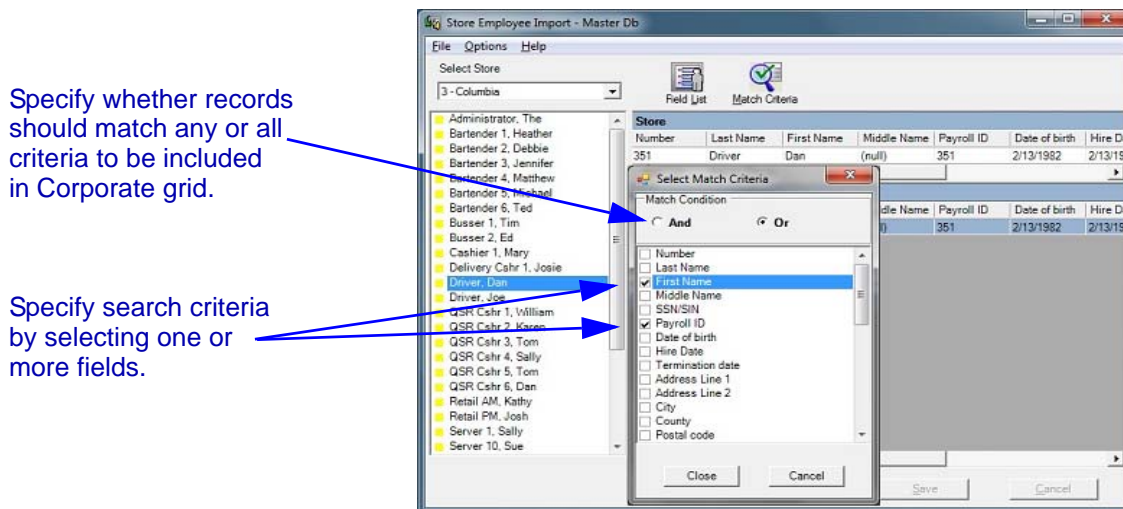 Specify whether records
should match any or all
criteria to be included
in Corporate grid.
Specify search criteria
by selecting one or
more fields.
Store Employee Import - Master Db
File Options Help
Select Store
3 - Columbia
Field List Match Criteria
Administrator, The
Bartender 1, Heather
Bartender 2, Debbie
Bartender 3, Jennifer
Bartender 4, Matthew
Bartender 5, Michael
Bartender 6, Ted
Busser 1, Tim
Busser 2, Ed
Cashier 1, Mary
Delivery Cshr 1, Josie
Driver, Dan
Driver, Joe
QSR Cshr 1, William
QSR Cshr 2, Karen
QSR Cshr 3, Tom
QSR Cshr 4, Sally
QSR Cshr 5, Tom
QSR Cshr 6, Dan
Retail AM, Kathy
Retail PM, Josh
Server 1, Sally
Server 10, Sue
Store
Number Last Name First Name Middle Name Payroll ID Date of birth Hire D
351 Driver Dan (null) 351 2/13/1982 2/13/19
dle Name Payroll ID Date of birth Hire D
351 2/13/1982 2/13/19
Select Match Criteria
Match Condition
And Or
Number
Last Name
First Name
Middle Name
SSN/SIN
Payroll ID
Date of birth
Hire Date
Termination date
Address Line 1
Address Line 2
City
County
Postal code
Close Cancel
Save Cancel